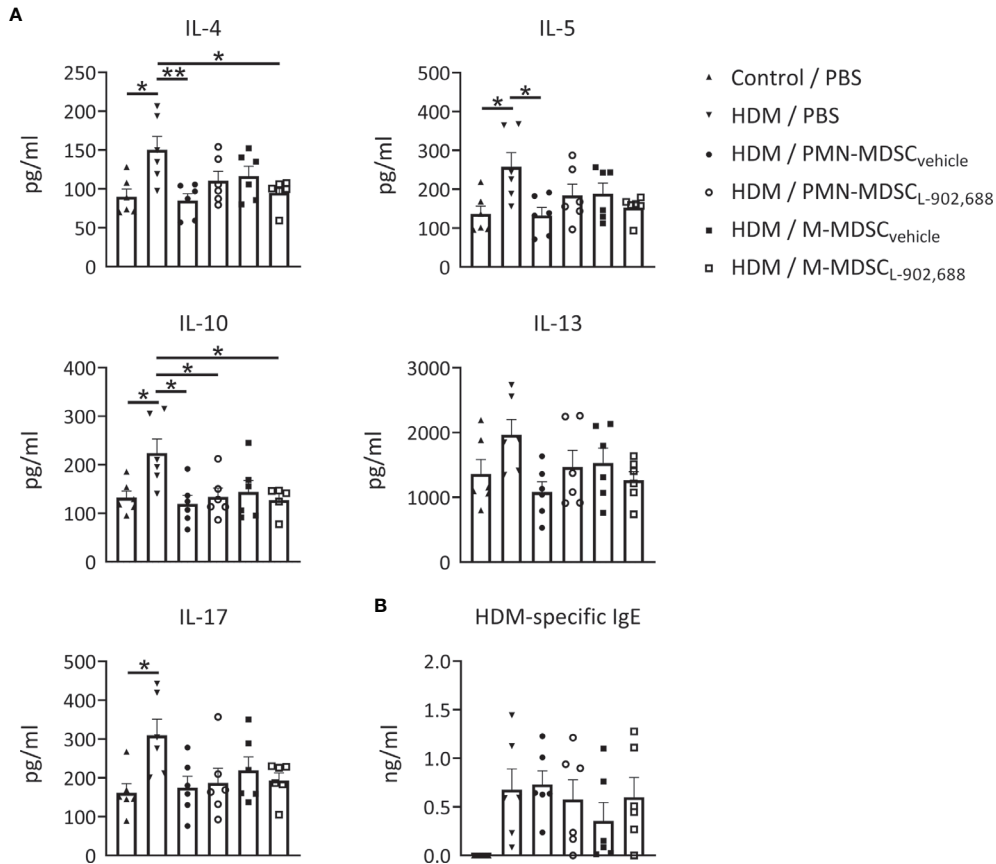 A
IL-4
*
**
*
pg/ml
250
200
150
100
50
0
IL-5
*
*
pg/ml
500
400
300
200
100
0
Control / PBS
HDM / PBS
HDM / PMN-MDSCvehicle
HDM / PMN-MDSCL-902,688
HDM / M-MDSCvehicle
HDM / M-MDSCL-902,688
IL-10
*
*
*
*
pg/ml
400
300
200
100
0
IL-13
pg/ml
3000
2000
1000
0
IL-17
*
pg/ml
500
400
300
200
100
0
B
HDM-specific IgE
ng/ml
2.0
1.5
1.0
0.5
0.0